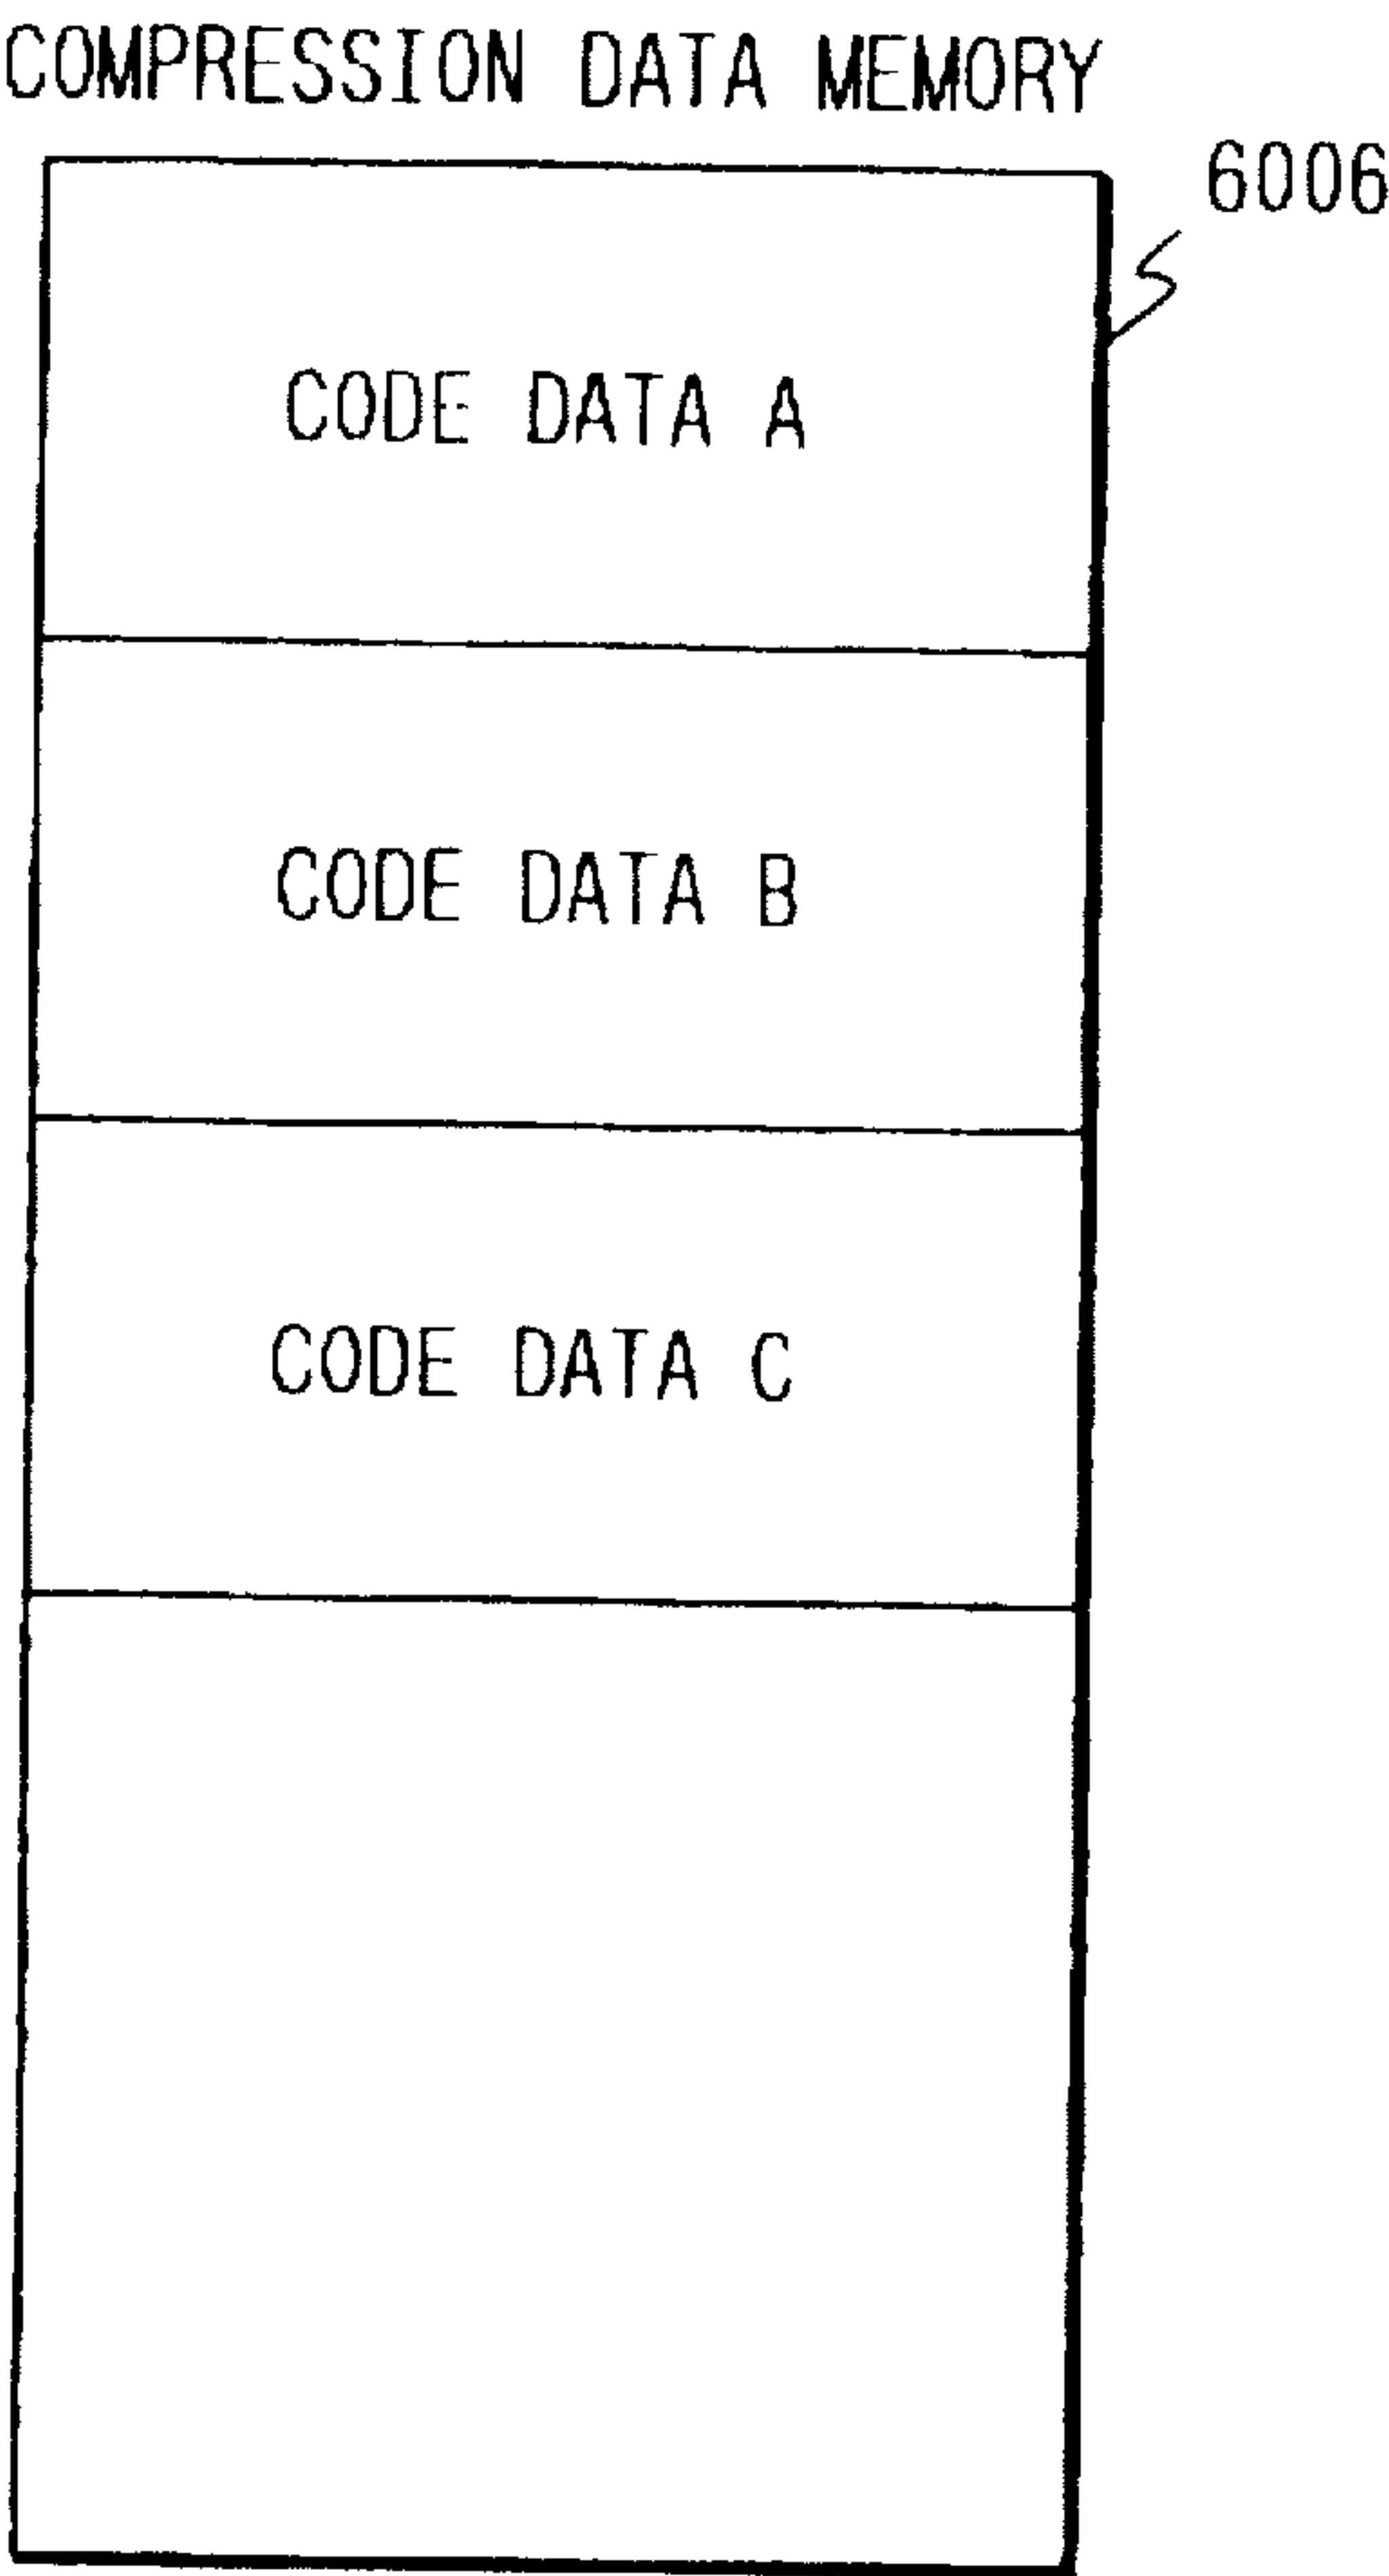 COMPRESSION DATA MEMORY
6006
CODE DATA A
CODE DATA B
CODE DATA C